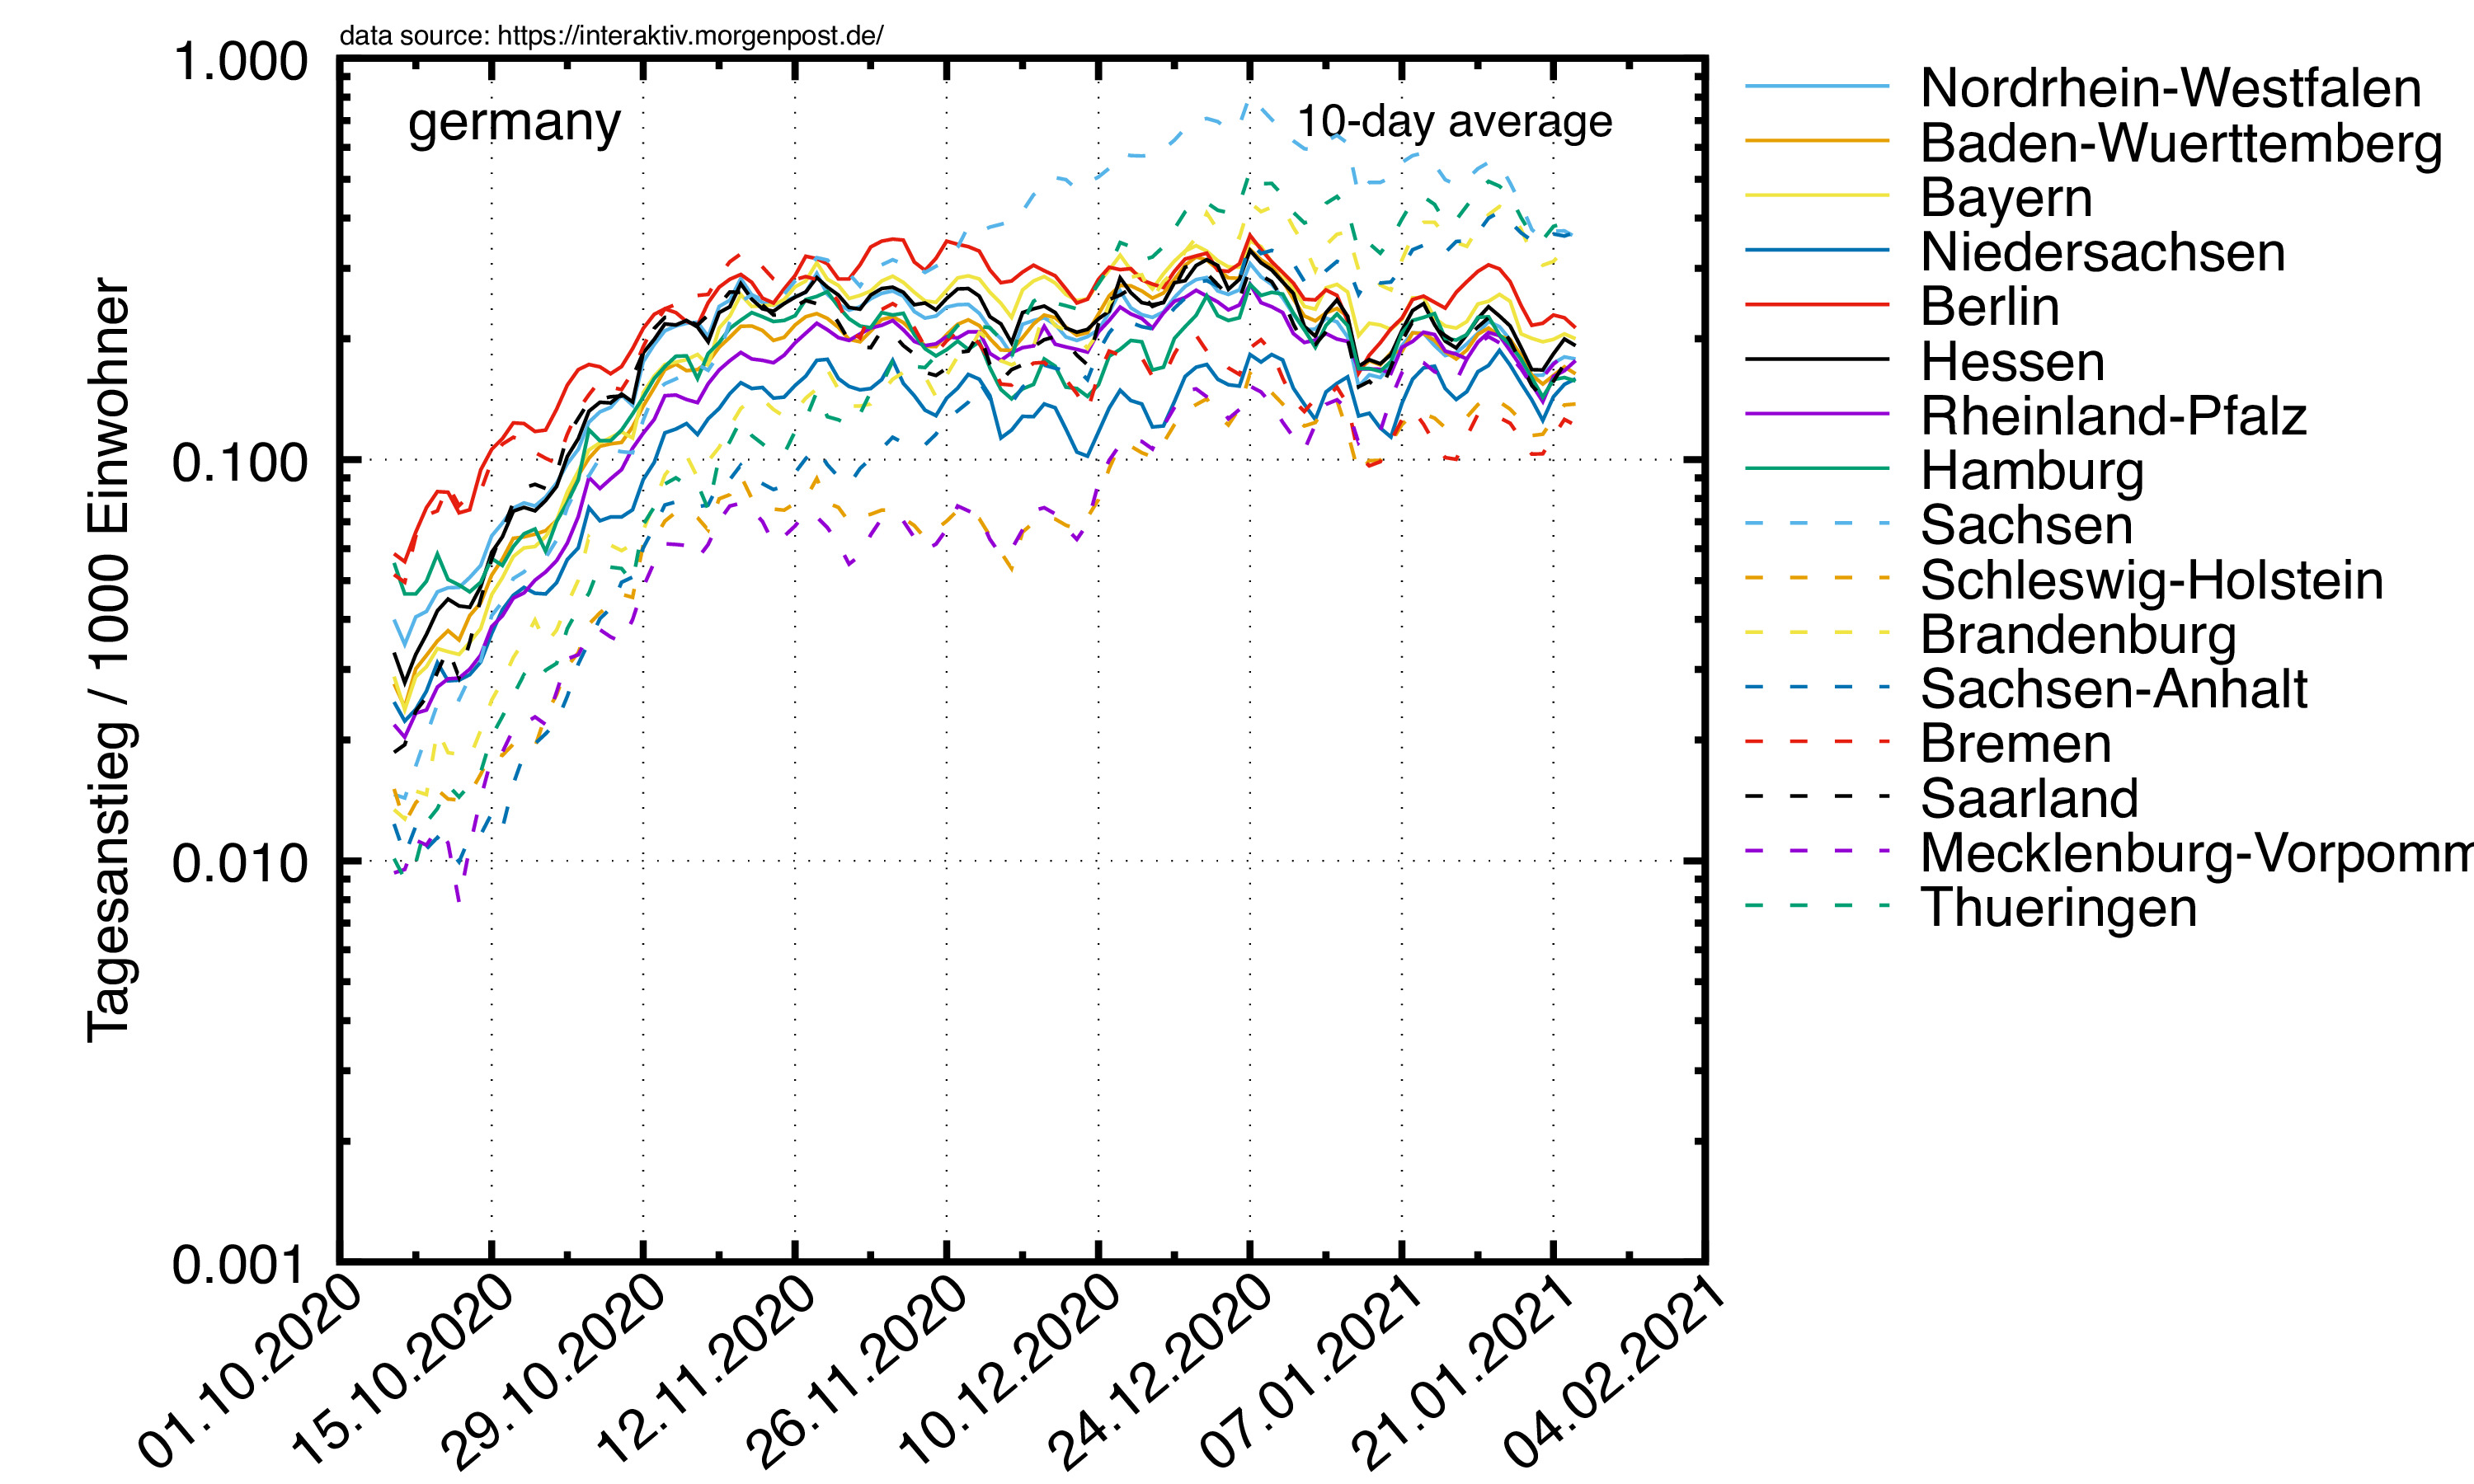 data source: https://interaktiv.morgenpost.de/
germany
10-day average
Tagesanstieg / 1000 Einwohner
1.000
0.100
0.010
0.001
01.10.2020
15.10.2020
29.10.2020
12.11.2020
26.11.2020
10.12.2020
24.12.2020
07.01.2021
21.01.2021
04.02.2021
Nordrhein-Westfalen
Baden-Wuerttemberg
Bayern
Niedersachsen
Berlin
Hessen
Rheinland-Pfalz
Hamburg
Sachsen
Schleswig-Holstein
Brandenburg
Sachsen-Anhalt
Bremen
Saarland
Mecklenburg-Vorpomm
Thueringen